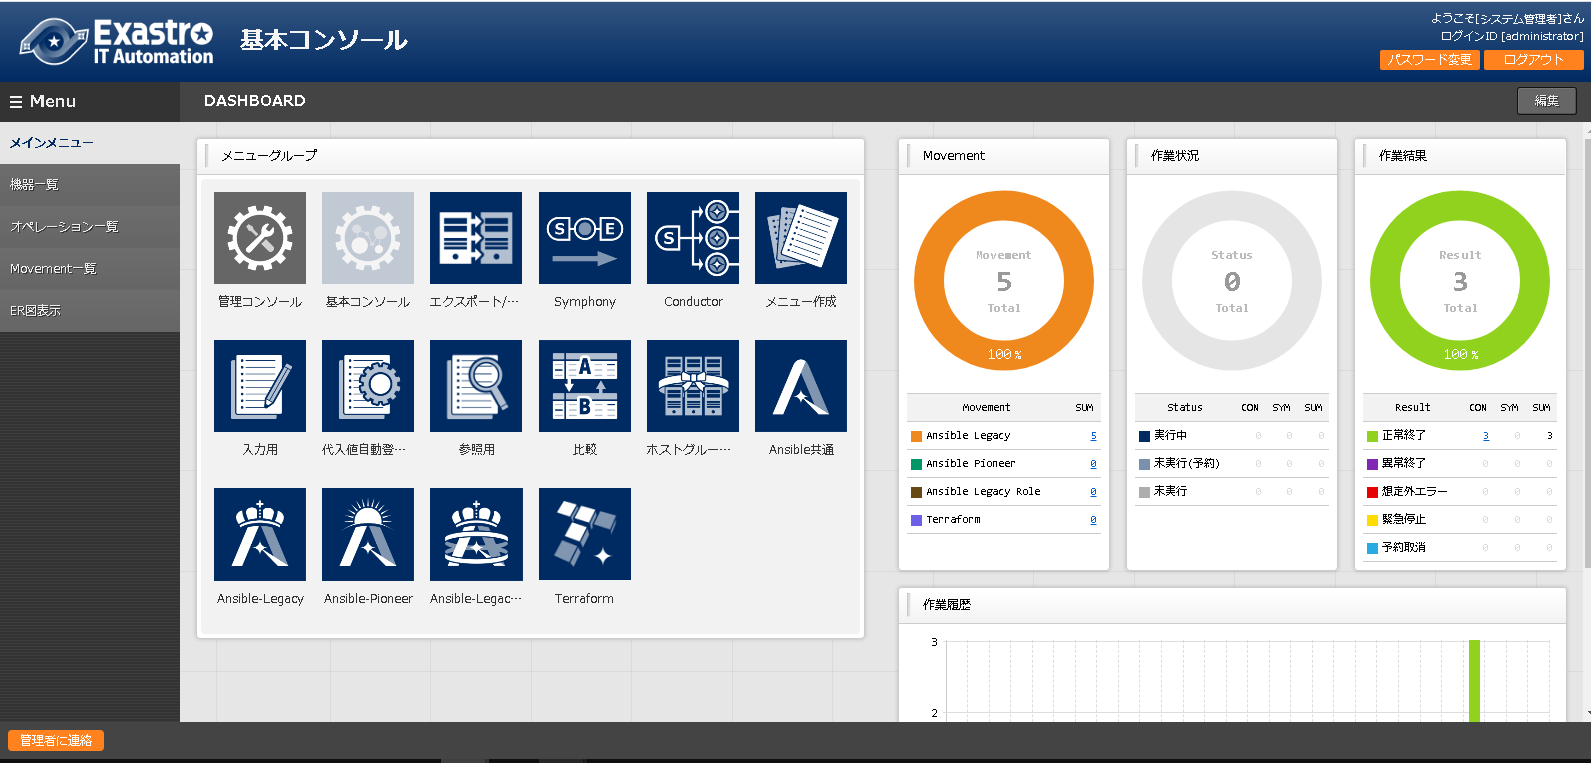 Exastro
IT Automation
基本コンソール
ようこそ[システム管理者]さん
ログインID [administrator]
パスワード変更
ログアウト
Menu
DASHBOARD
編集
メインメニュー
機器一覧
オペレーション一覧
Movement一覧
ER図表示
メニューグループ
管理コンソール
基本コンソール
エクスポート/…
S E
Symphony
S
Conductor
メニュー作成
入力用
代入値自動登…
参照用
A
B
比較
ホストグルー…
Ansible共通
Ansible-Legacy
Ansible-Pioneer
Ansible-Legac…
Terraform
Movement
Movement
5
Total
100 %
Movement SUM
Ansible Legacy 5
Ansible Pioneer 0
Ansible Legacy Role 0
Terraform 0
作業状況
Status
0
Total
Status CON SYM SUM
実行中 0 0 0
未実行(予約) 0 0 0
未実行 0 0 0
作業結果
Result
3
Total
100 %
Result CON SYM SUM
正常終了 3 0 3
異常終了 0 0 0
想定外エラー 0 0 0
緊急停止 0 0 0
予約取消 0 0 0
作業履歴
3
2
管理者に連絡